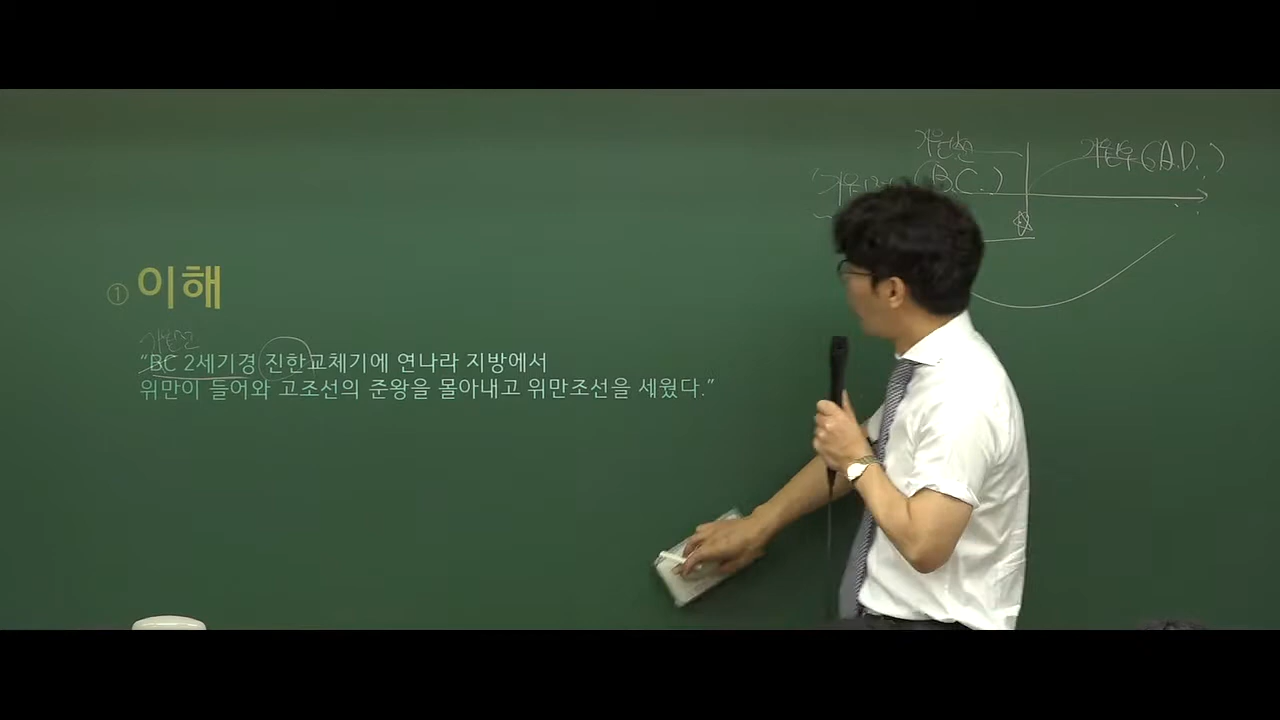 기원전
기원후(A.D.)
(B.C.)
① 이해
기원전
“BC 2세기경 진한교체기에 연나라 지방에서
위만이 들어와 고조선의 준왕을 몰아내고 위만조선을 세웠다.”